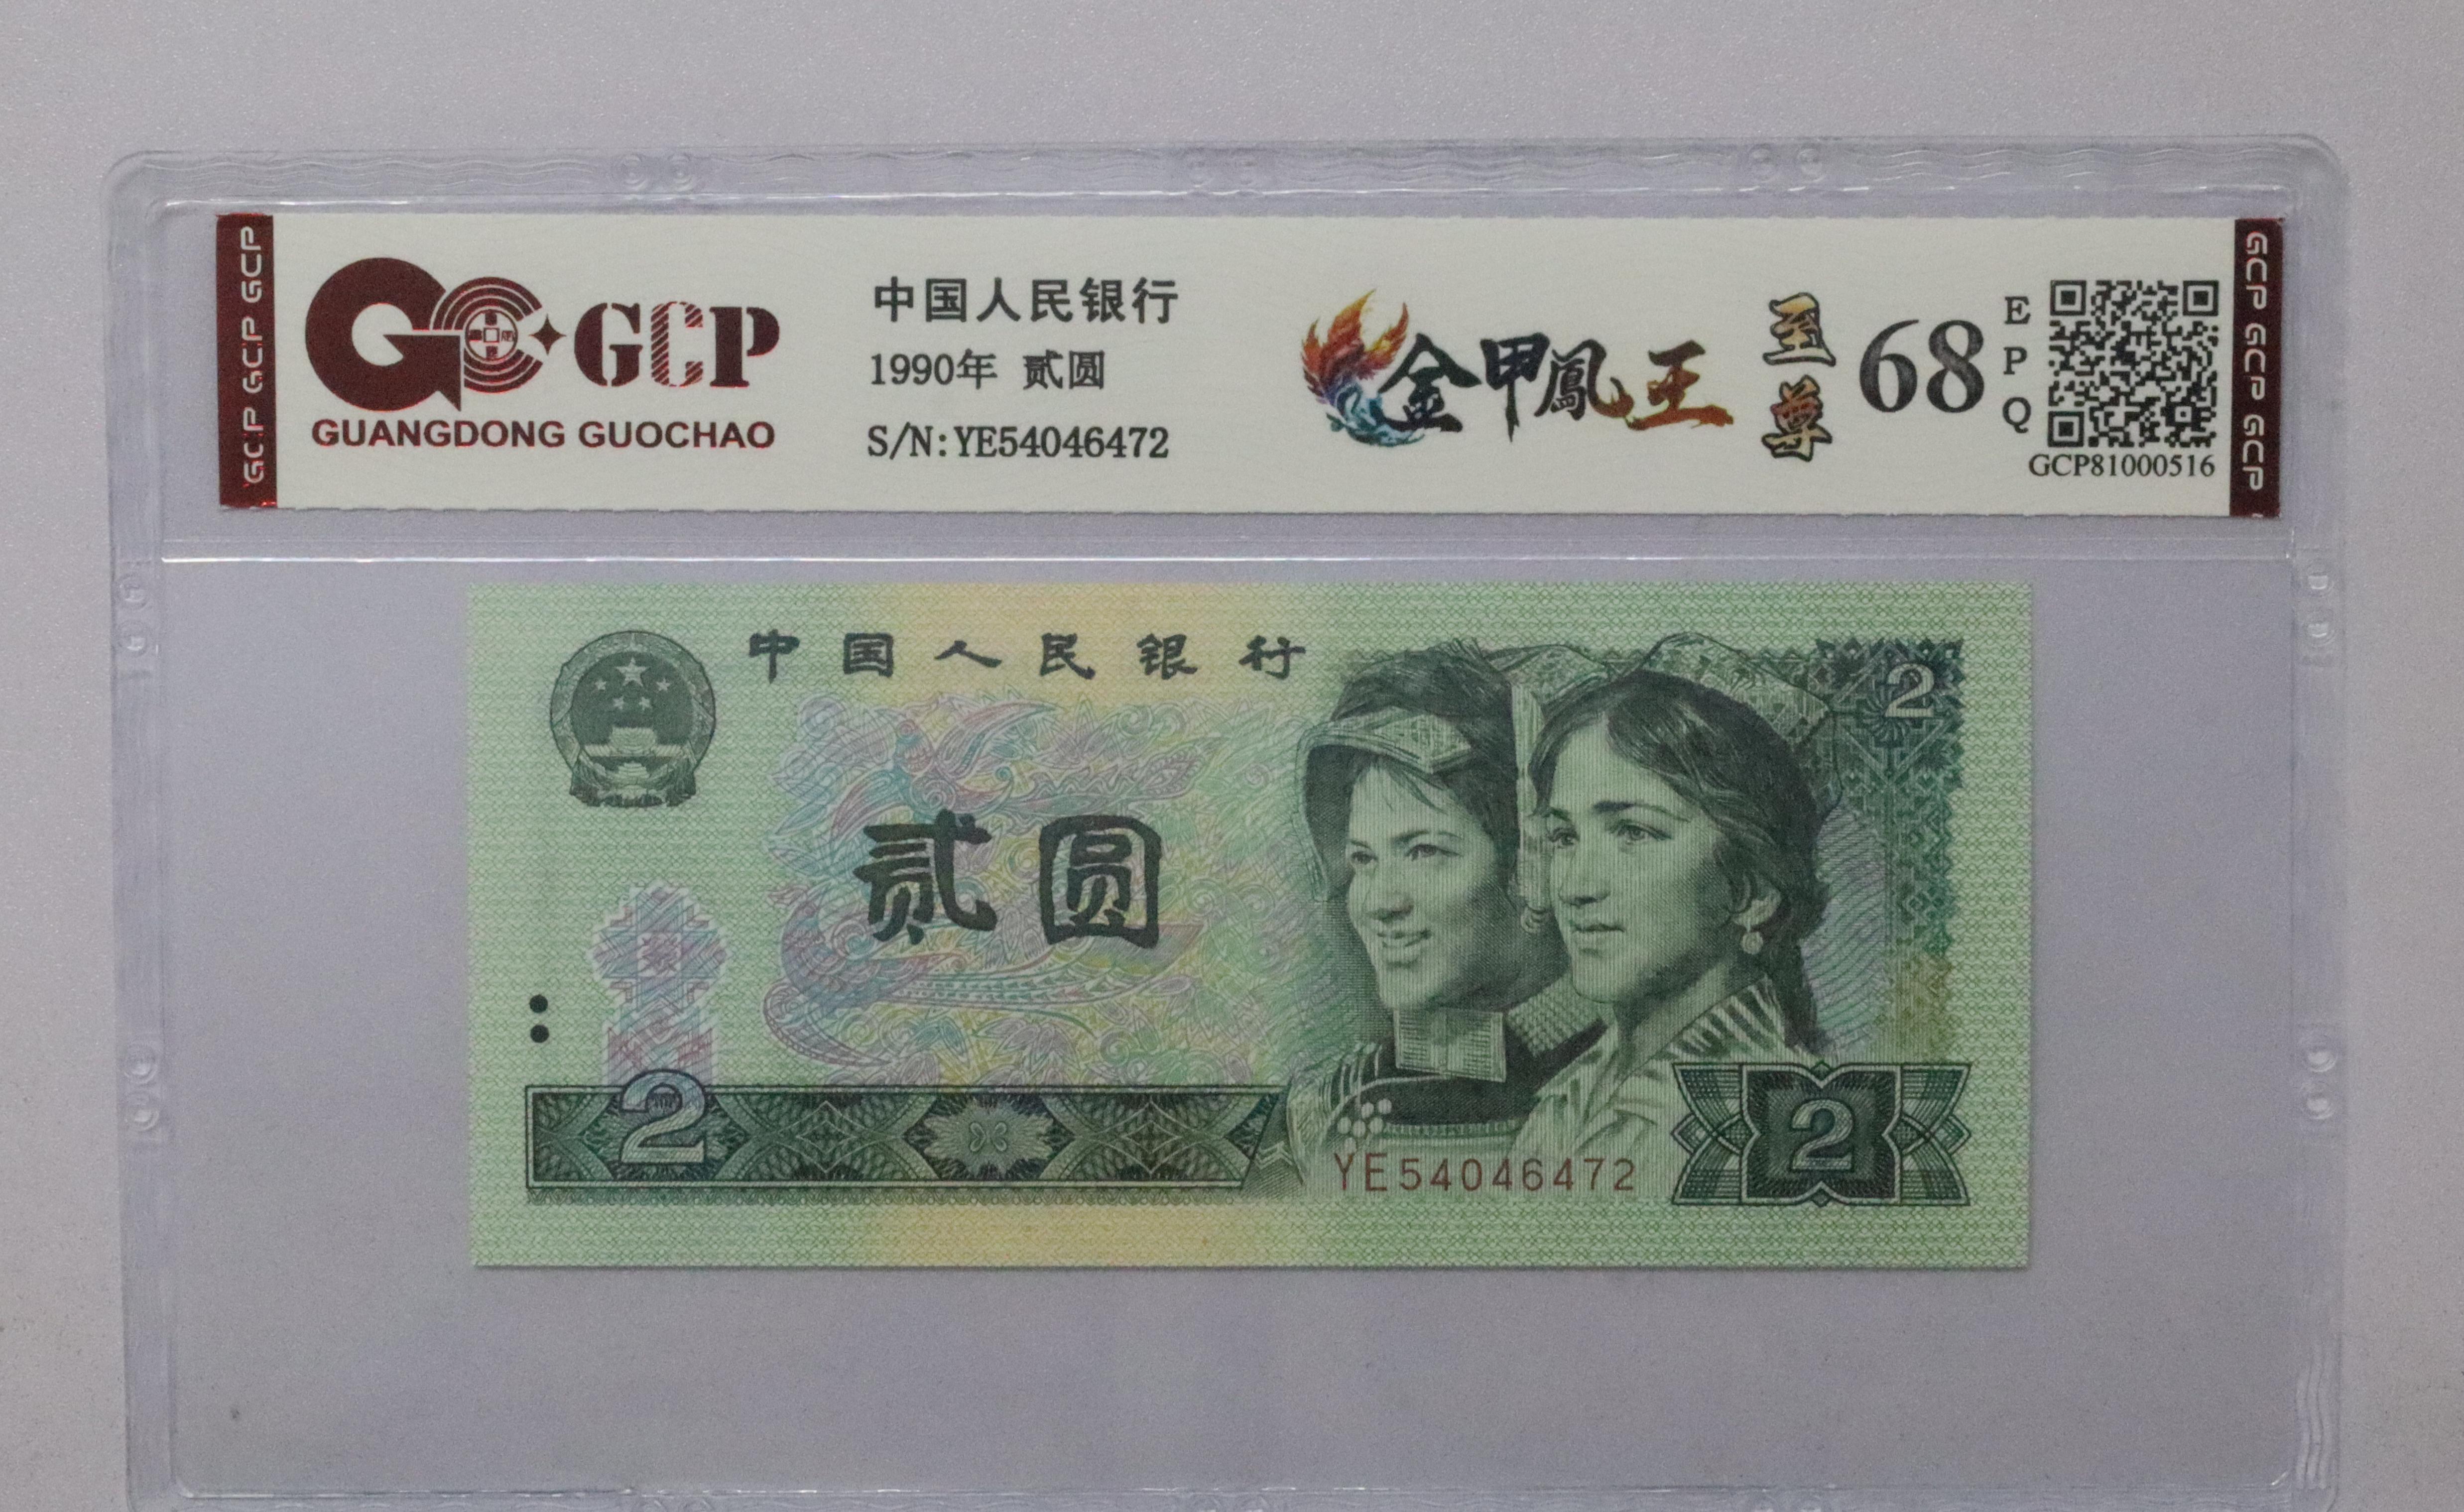 GCP GCP GCP
GCP
GUANGDONG GUOCHAO
中国人民银行
1990年 贰圆
S/N:YE54046472
金甲鳳王
至尊
68
EPQ
GCP81000516
GCP GCP GCP
中国人民银行
2
贰圆
2
YE54046472
2